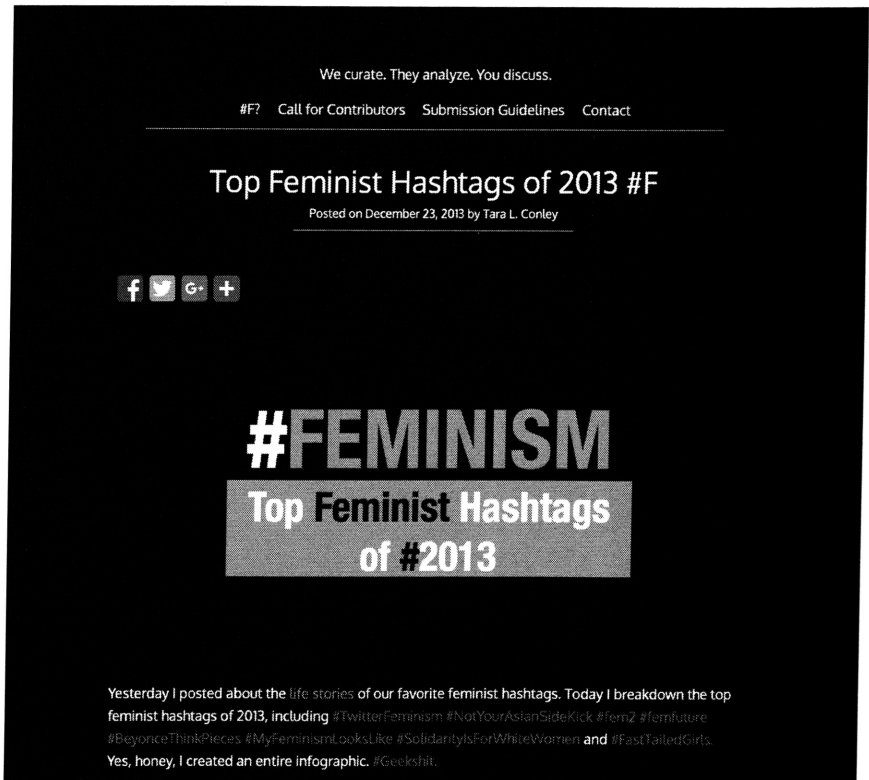 We curate. They analyze. You discuss.
#F? Call for Contributors Submission Guidelines Contact
Top Feminist Hashtags of 2013 #F
Posted on December 23, 2013 by Tara L. Conley
f G+ +
#FEMINISM
Top Feminist Hashtags
of #2013
Yesterday I posted about the life stories of our favorite feminist hashtags. Today I breakdown the top
feminist hashtags of 2013, including #TwitterFeminism #NotYourAsianSideKick #fem2 #femfuture
#BeyonceThinkPieces #MyFeminismLooksLike #SolidarityIsForWhiteWomen and #FastTailedGirls.
Yes, honey, I created an entire infographic. #Geekshit.